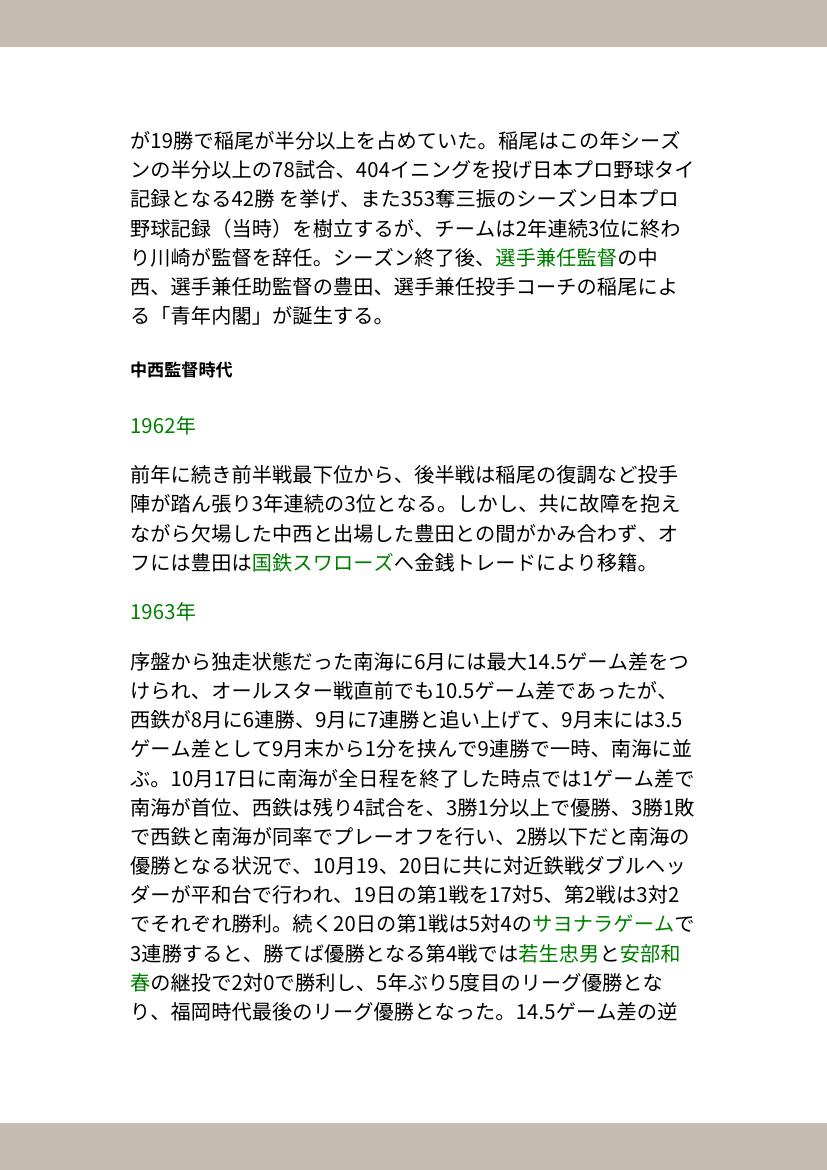 が19勝で稲尾が半分以上を占めていた。稲尾はこの年シーズ
ンの半分以上の78試合、404イニングを投げ日本プロ野球タイ
記録となる42勝 を挙げ、また353奪三振のシーズン日本プロ
野球記録（当時）を樹立するが、チームは2年連続3位に終わ
り川崎が監督を辞任。シーズン終了後、選手兼任監督の中
西、選手兼任助監督の豊田、選手兼任投手コーチの稲尾によ
る「青年内閣」が誕生する。
中西監督時代
1962年
前年に続き前半戦最下位から、後半戦は稲尾の復調など投手
陣が踏ん張り3年連続の3位となる。しかし、共に故障を抱え
ながら欠場した中西と出場した豊田との間がかみ合わず、オ
フには豊田は国鉄スワローズへ金銭トレードにより移籍。
1963年
序盤から独走状態だった南海に6月には最大14.5ゲーム差をつ
けられ、オールスター戦直前でも10.5ゲーム差であったが、
西鉄が8月に6連勝、9月に7連勝と追い上げて、9月末には3.5
ゲーム差として9月末から1分を挟んで9連勝で一時、南海に並
ぶ。10月17日に南海が全日程を終了した時点では1ゲーム差で
南海が首位、西鉄は残り4試合を、3勝1分以上で優勝、3勝1敗
で西鉄と南海が同率でプレーオフを行い、2勝以下だと南海の
優勝となる状況で、10月19、20日に共に対近鉄戦ダブルヘッ
ダーが平和台で行われ、19日の第1戦を17対5、第2戦は3対2
でそれぞれ勝利。続く20日の第1戦は5対4のサヨナラゲームで
3連勝すると、勝てば優勝となる第4戦では若生忠男と安部和
春の継投で2対0で勝利し、5年ぶり5度目のリーグ優勝とな
り、福岡時代最後のリーグ優勝となった。14.5ゲーム差の逆